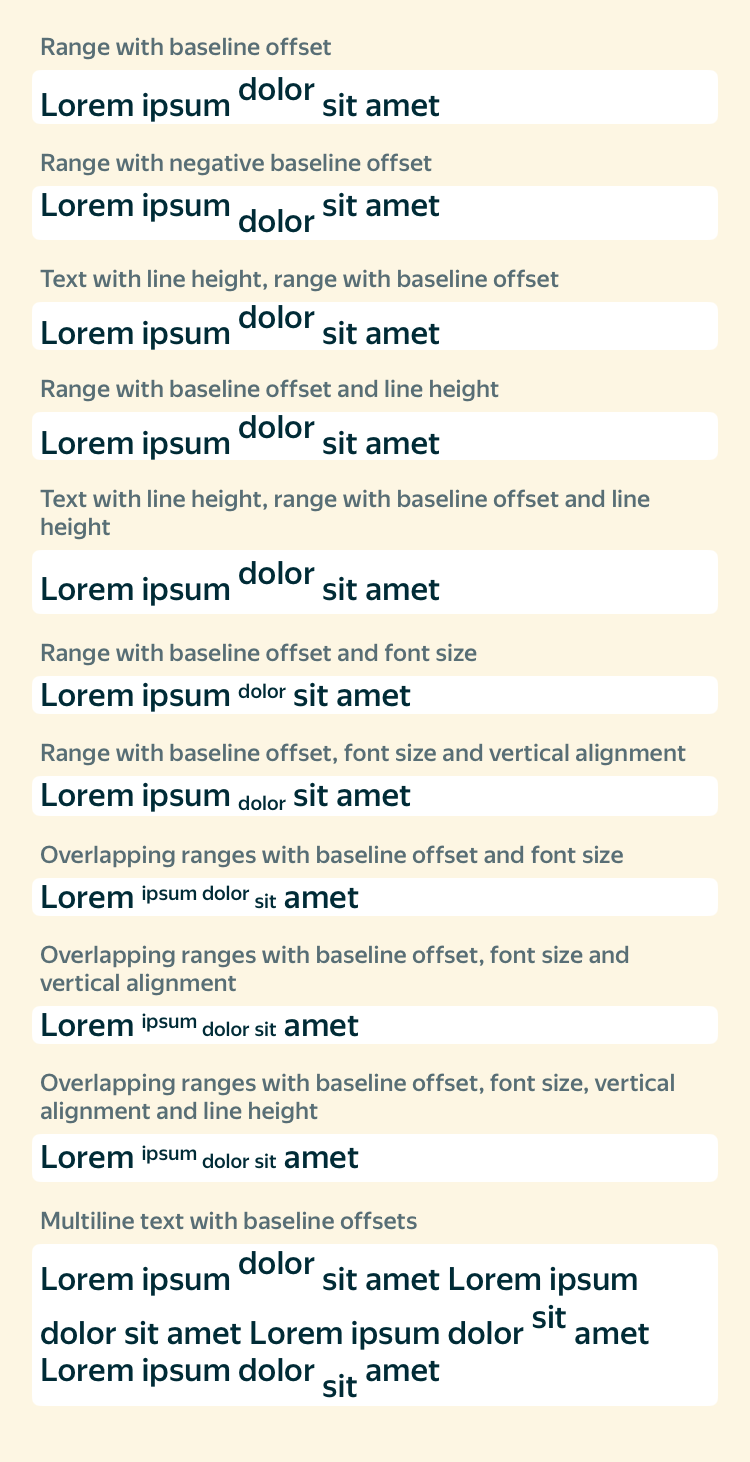 Range with baseline offset
Lorem ipsum dolor sit amet
Range with negative baseline offset
Lorem ipsum dolor sit amet
Text with line height, range with baseline offset
Lorem ipsum dolor sit amet
Range with baseline offset and line height
Lorem ipsum dolor sit amet
Text with line height, range with baseline offset and line
height
Lorem ipsum dolor sit amet
Range with baseline offset and font size
Lorem ipsum dolor sit amet
Range with baseline offset, font size and vertical alignment
Lorem ipsum dolor sit amet
Overlapping ranges with baseline offset and font size
Lorem ipsum dolor sit amet
Overlapping ranges with baseline offset, font size and
vertical alignment
Lorem ipsum dolor sit amet
Overlapping ranges with baseline offset, font size, vertical
alignment and line height
Lorem ipsum dolor sit amet
Multiline text with baseline offsets
Lorem ipsum dolor sit amet Lorem ipsum
dolor sit amet Lorem ipsum dolor sit amet
Lorem ipsum dolor sit amet